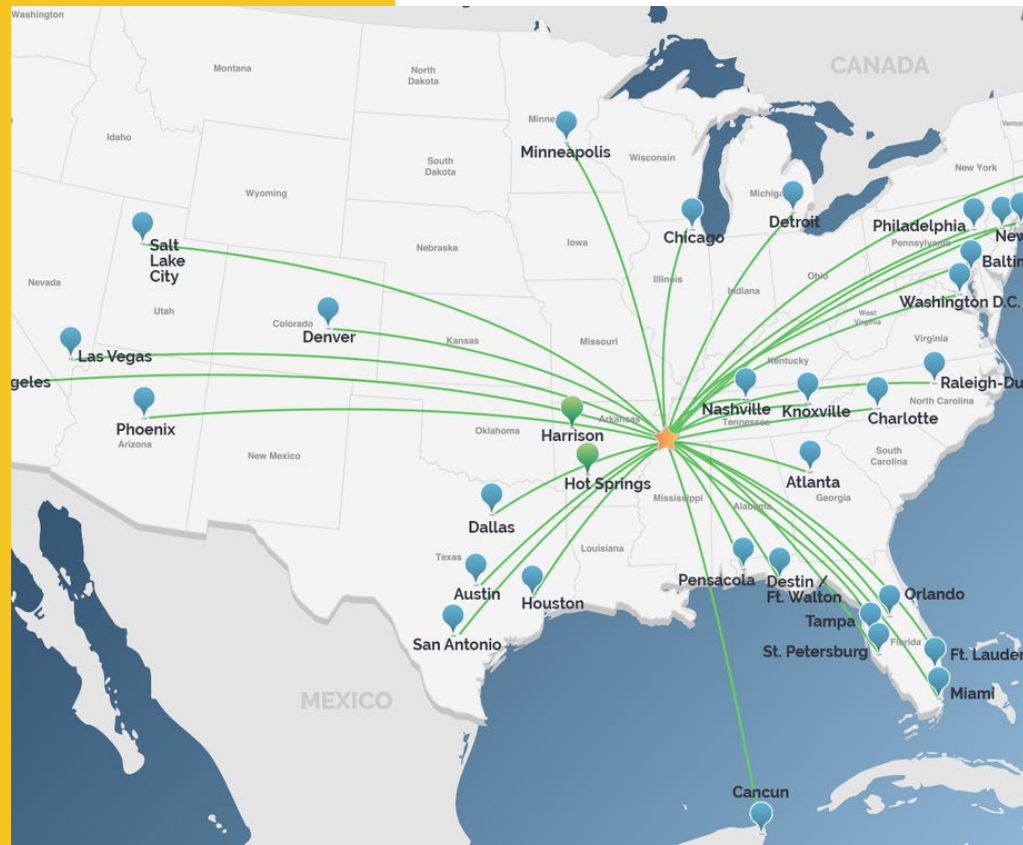 Washington
Montana
North
Dakota
Minne
CANADA
Vermon
Idaho
Minneapolis
Wisconsin
South
Dakota
Michig
New York
Wyoming
Salt
Lake
City
Chicago
Detroit
Philadelphia
New
Pennsylvania
Iowa
Nebraska
Baltim
Nevada
Illinois
Indiana
Ohio
Utah
Washington D.C.
Colorado
Denver
West
Virginia
Kansas
Missouri
Virginia
Las Vegas
Kentucky
geles
Raleigh-Du
North Carolina
Nashville
Knoxville
Charlotte
Tennessee
Arkansas
Phoenix
Arizona
Oklahoma
Harrison
New Mexico
South
Carolina
Hot Springs
Atlanta
Georgia
Mississippi
Alabama
Dallas
Louisiana
Texas
Pensacola
Destin /
Ft. Walton
Austin
Houston
Orlando
Tampa
San Antonio
Florida
St. Petersburg
Ft. Lauder
MEXICO
Miami
Cancun